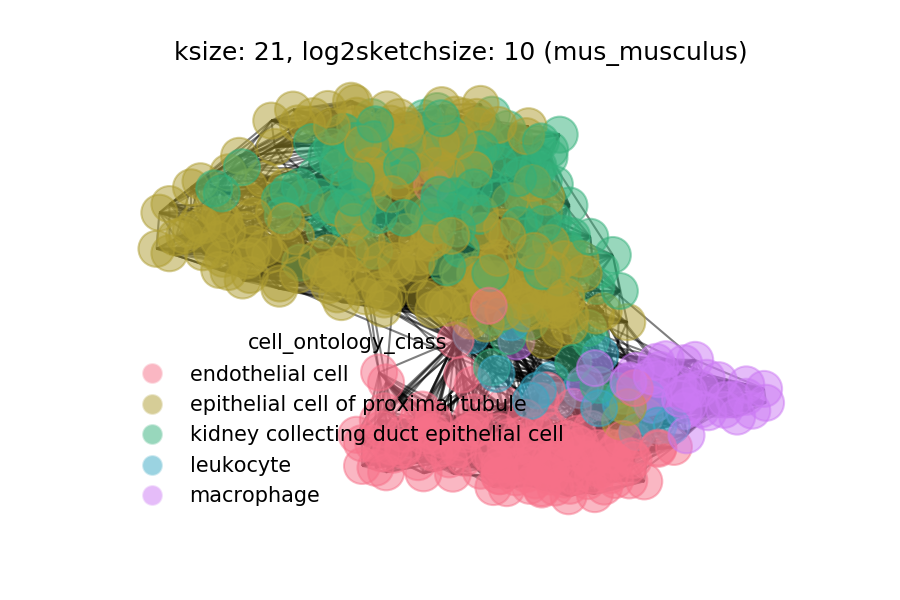 ksize: 21, log2sketchsize: 10 (mus_musculus)
cell_ontology_class
endothelial cell
epithelial cell of proximal tubule
kidney collecting duct epithelial cell
leukocyte
macrophage